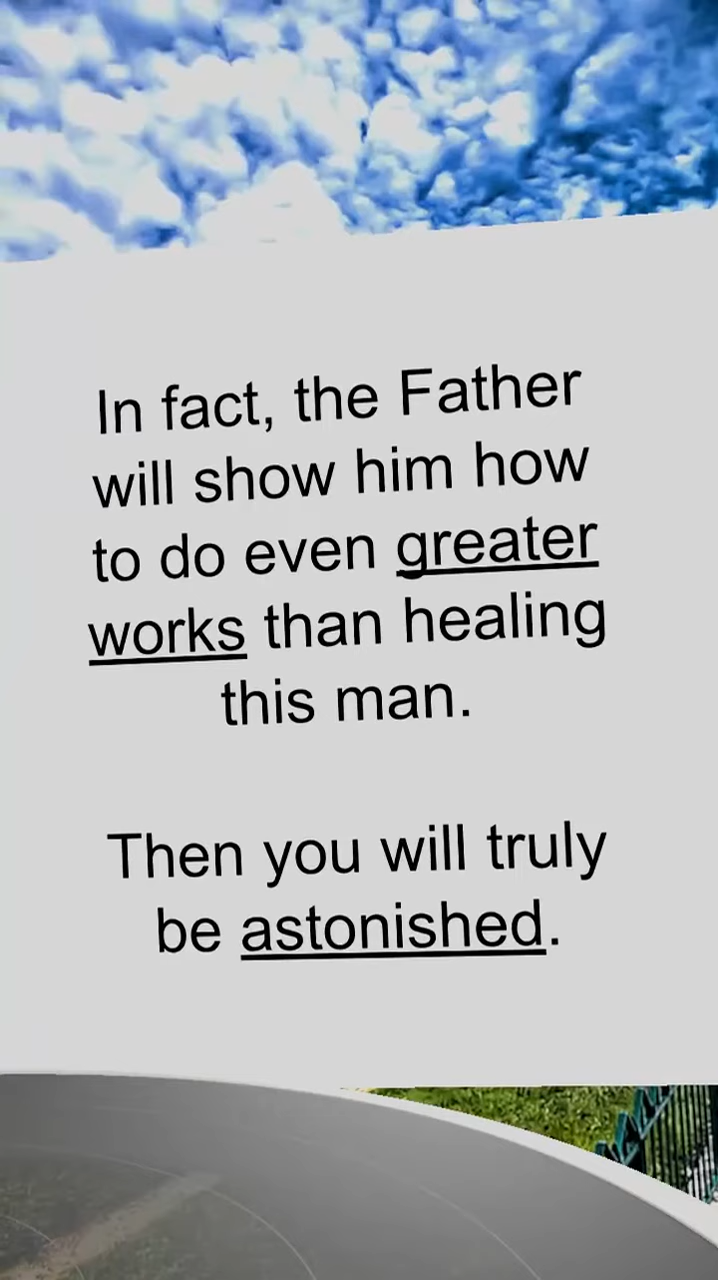 In fact, the Father
will show him how
to do even greater
works than healing
this man.
Then you will truly
be astonished.